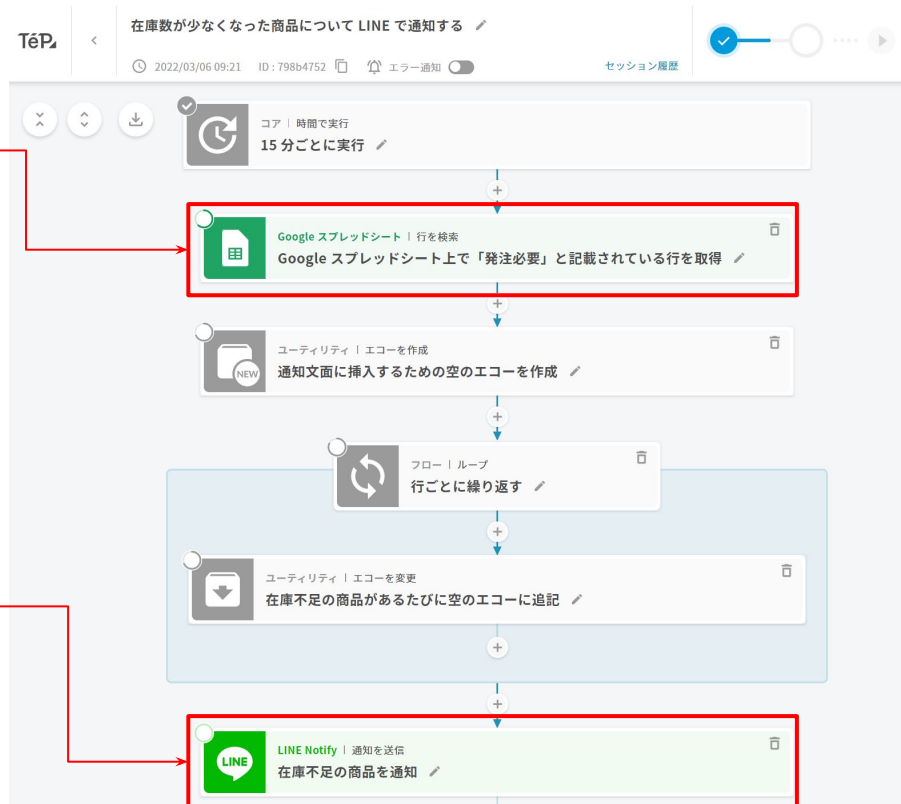 TēP
在庫数が少なくなった商品について LINE で通知する
2022/03/06 09:21 ID : 798b4752 エラー通知 セッション履歴
コア | 時間で実行
15 分ごとに実行
Google スプレッドシート | 行を検索
Google スプレッドシート上で「発注必要」と記載されている行を取得
ユーティリティ | エコーを作成
NEW
通知文面に挿入するための空のエコーを作成
フロー | ループ
行ごとに繰り返す
ユーティリティ | エコーを変更
在庫不足の商品があるたびに空のエコーに追記
LINE Notify | 通知を送信
LINE
在庫不足の商品を通知